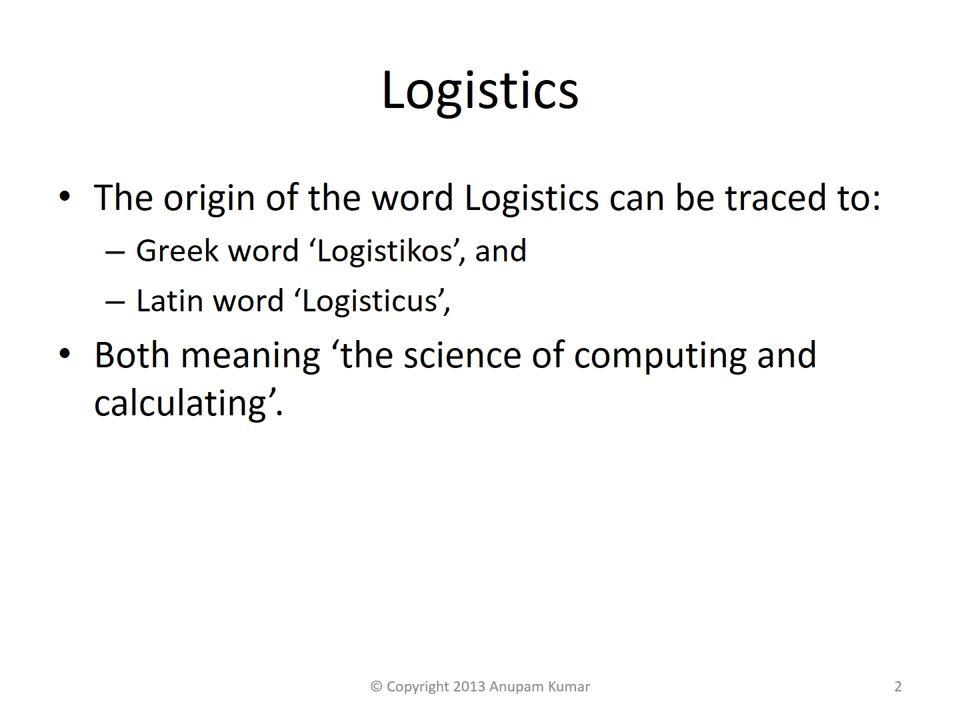 Logistics
• The origin of the word Logistics can be traced to:
– Greek word ‘Logistikos’, and
– Latin word ‘Logisticus’,
• Both meaning ‘the science of computing and
calculating’.
© Copyright 2013 Anupam Kumar
2